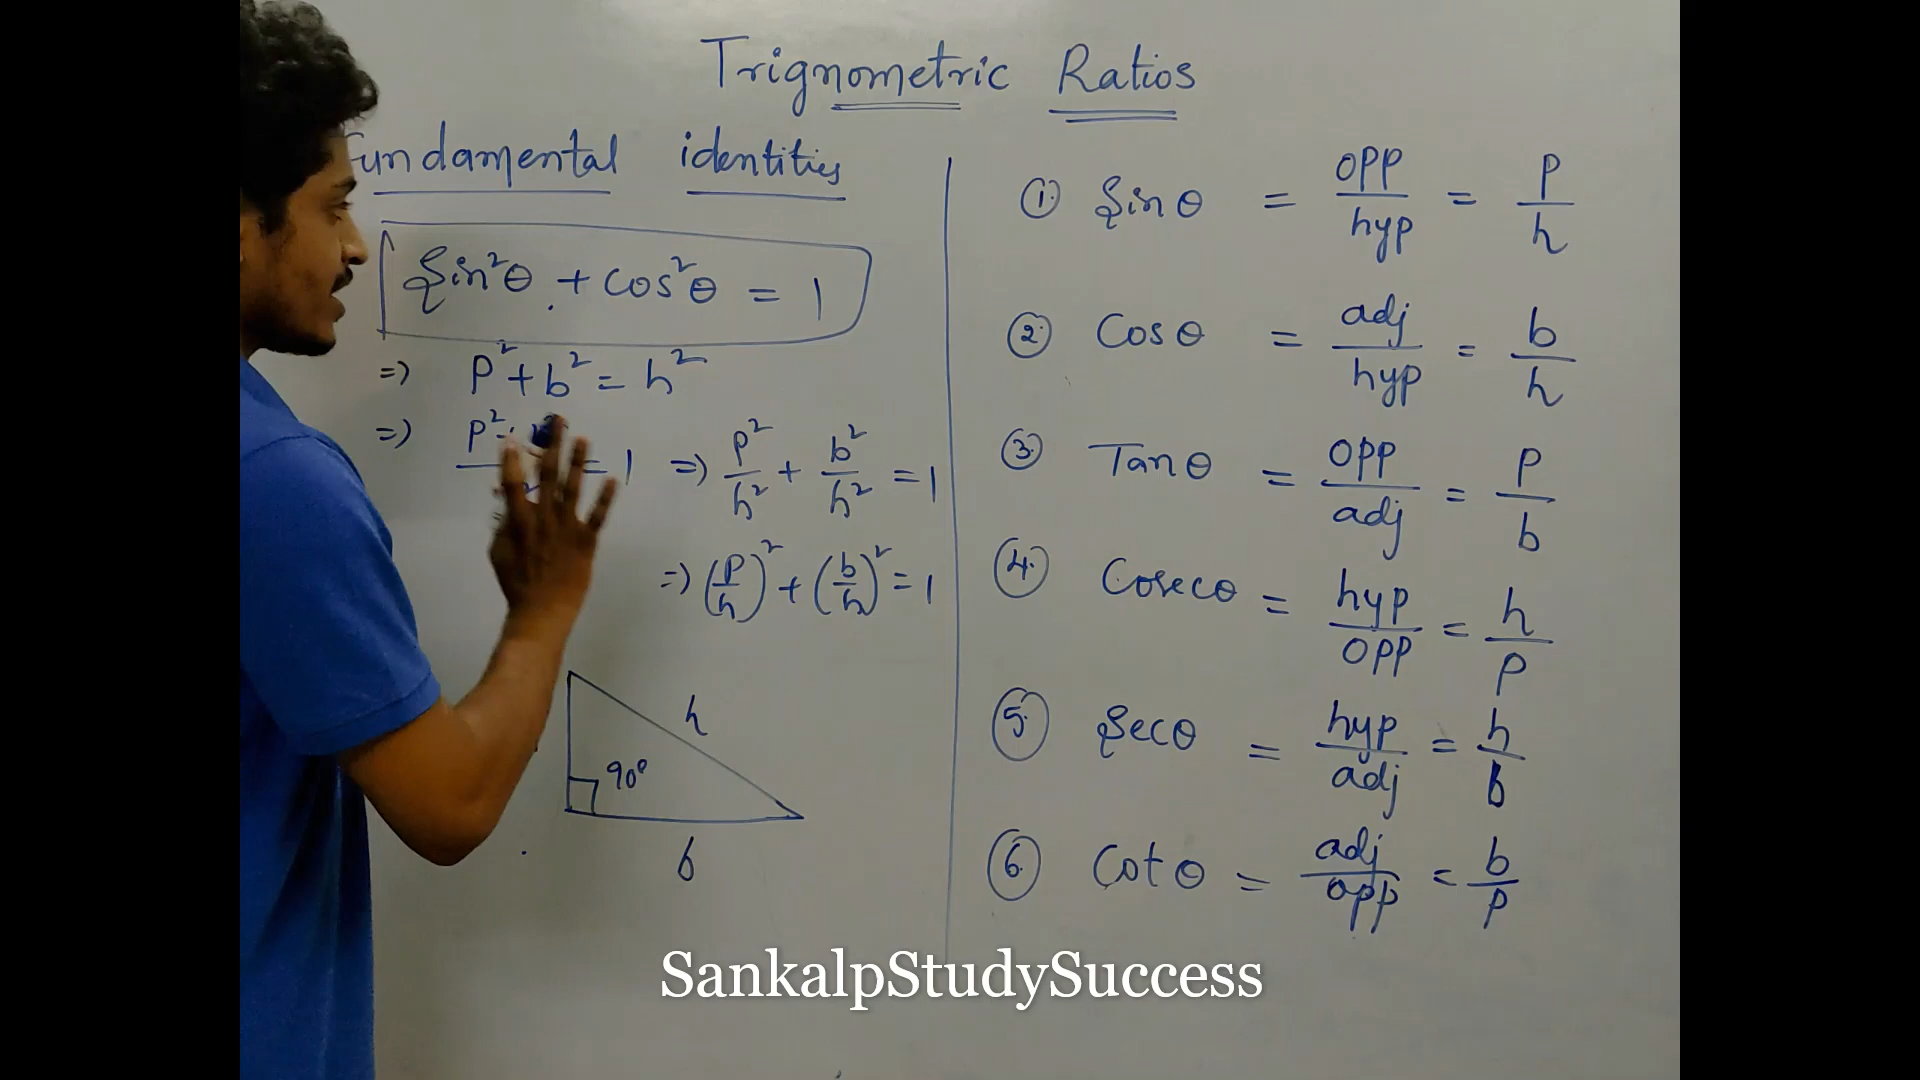 Trignometric Ratios
Fundamental identities
Sin²θ + Cos²θ = 1
=) P² + b² = h²
=) P² = 1 =) P²/h² + b²/h² = 1
=) (P/h)² + (b/h)² = 1
h
90°
b
① Sinθ = opp/hyp = P/h
② Cosθ = adj/hyp = b/h
③ Tanθ = opp/adj = P/b
④ Cosecθ = hyp/opp = h/P
⑤ Secθ = hyp/adj = h/b
⑥ Cotθ = adj/opp = b/P
SankalpStudySuccess